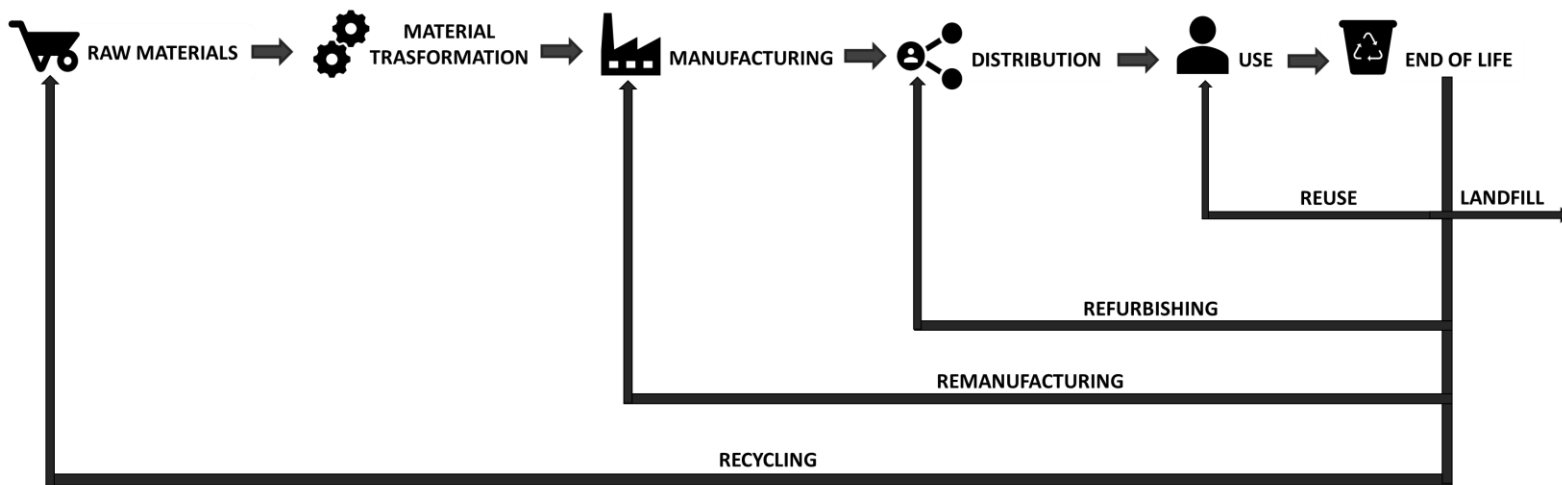 RAW MATERIALS
MATERIAL
TRASFORMATION
MANUFACTURING
DISTRIBUTION
USE
END OF LIFE
REUSE
LANDFILL
REFURBISHING
REMANUFACTURING
RECYCLING